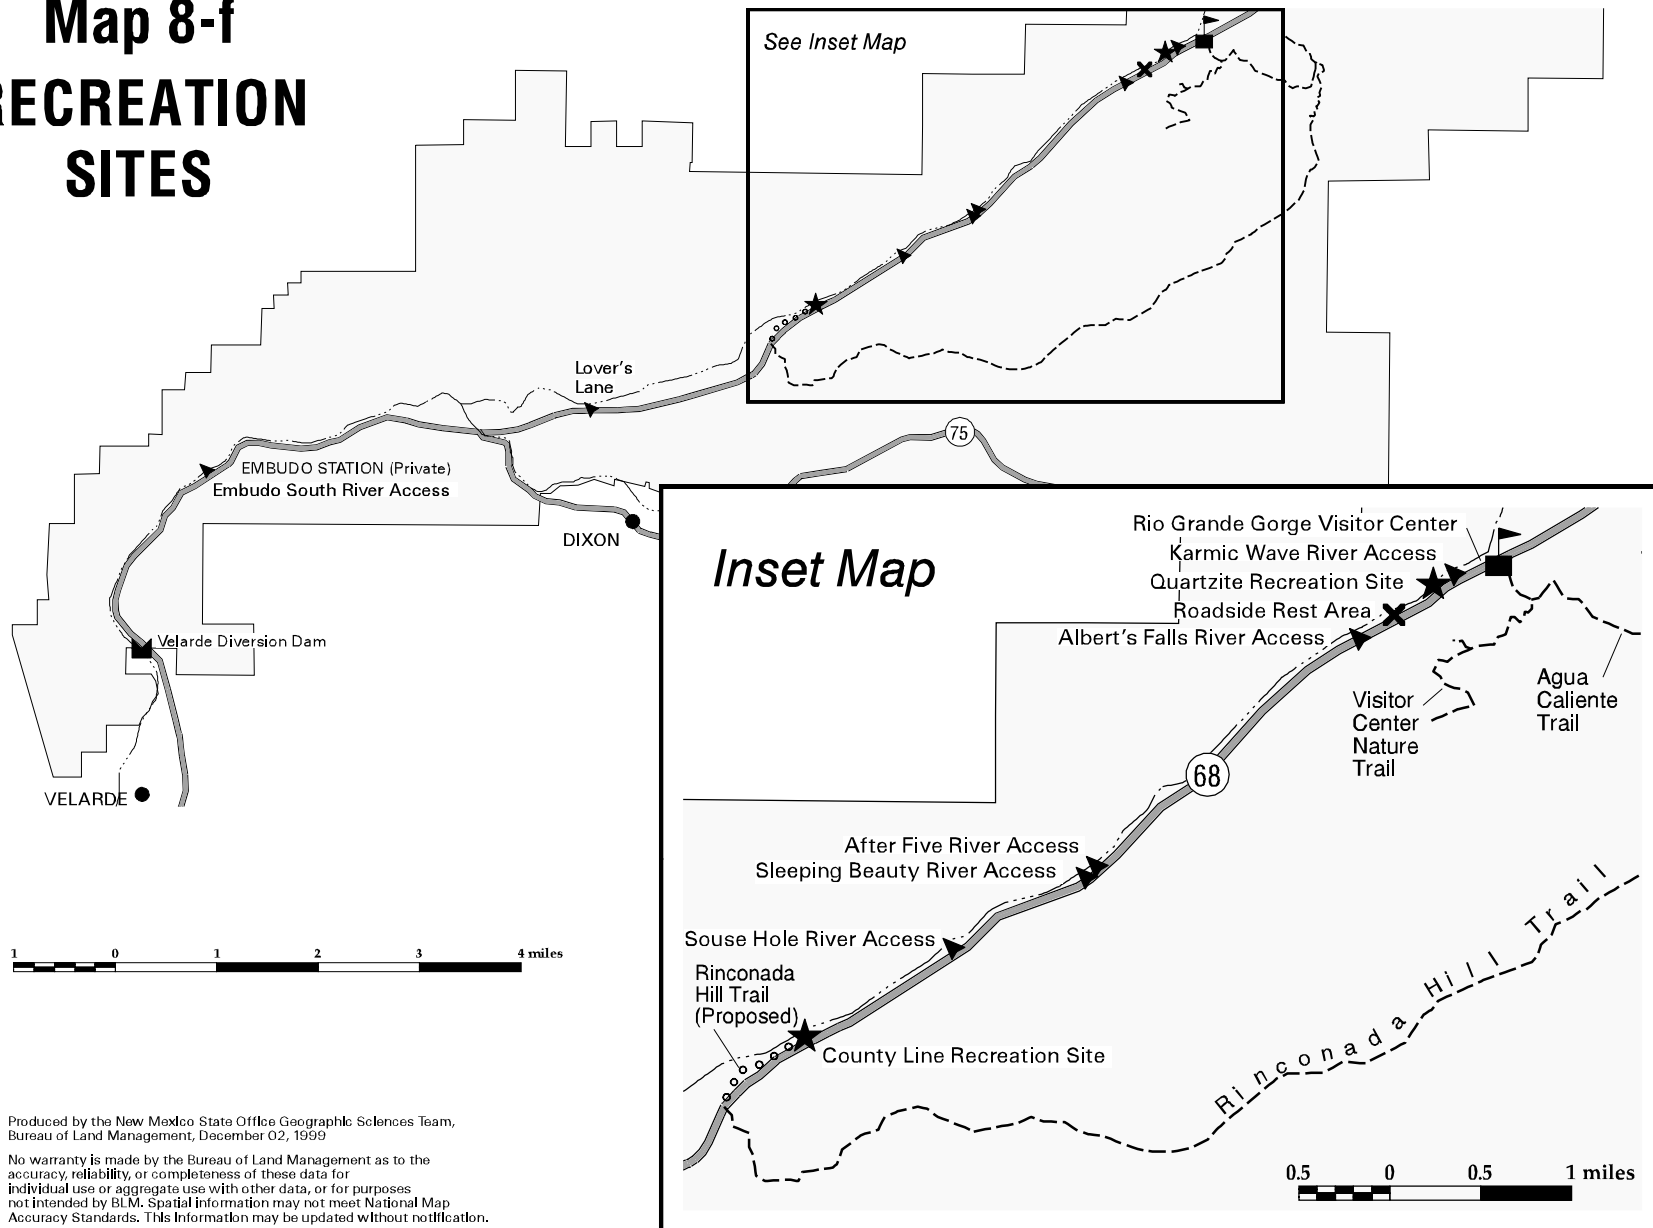 Map 8-f
RECREATION
SITES
See Inset Map
Lover's
Lane
75
EMBUDO STATION (Private)
Embudo South River Access
DIXON
Velarde Diversion Dam
VELARDE
1 0 1 2 3 4 miles
Inset Map
Rio Grande Gorge Visitor Center
Karmic Wave River Access
Quartzite Recreation Site
Roadside Rest Area
Albert's Falls River Access
Agua
Caliente
Trail
Visitor
Center
Nature
Trail
68
After Five River Access
Sleeping Beauty River Access
Souse Hole River Access
Rinconada
Hill Trail
(Proposed)
County Line Recreation Site
Rinconada Hill Trail
0.5 0 0.5 1 miles
Produced by the New Mexico State Office Geographic Sciences Team,
Bureau of Land Management, December 02, 1999
No warranty is made by the Bureau of Land Management as to the
accuracy, reliability, or completeness of these data for
individual use or aggregate use with other data, or for purposes
not intended by BLM. Spatial information may not meet National Map
Accuracy Standards. This information may be updated without notification.